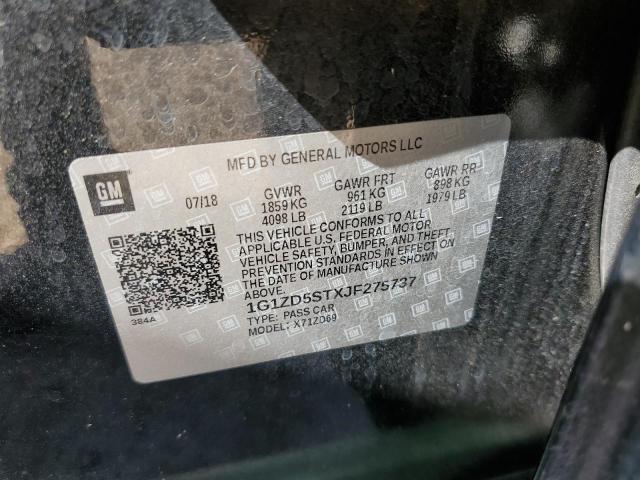 MFD BY GENERAL MOTORS LLC
GM
07/18 GVWR GAWR FRT GAWR RR
1859 KG 961 KG 898 KG
4098 LB 2119 LB 1979 LB
THIS VEHICLE CONFORMS TO ALL
APPLICABLE U.S. FEDERAL MOTOR
VEHICLE SAFETY, BUMPER, AND THEFT
PREVENTION STANDARDS IN EFFECT ON
THE DATE OF MANUFACTURE SHOWN
ABOVE.
1G1ZD5STXJF275737
TYPE: PASS CAR
MODEL: X71ZD69
384A